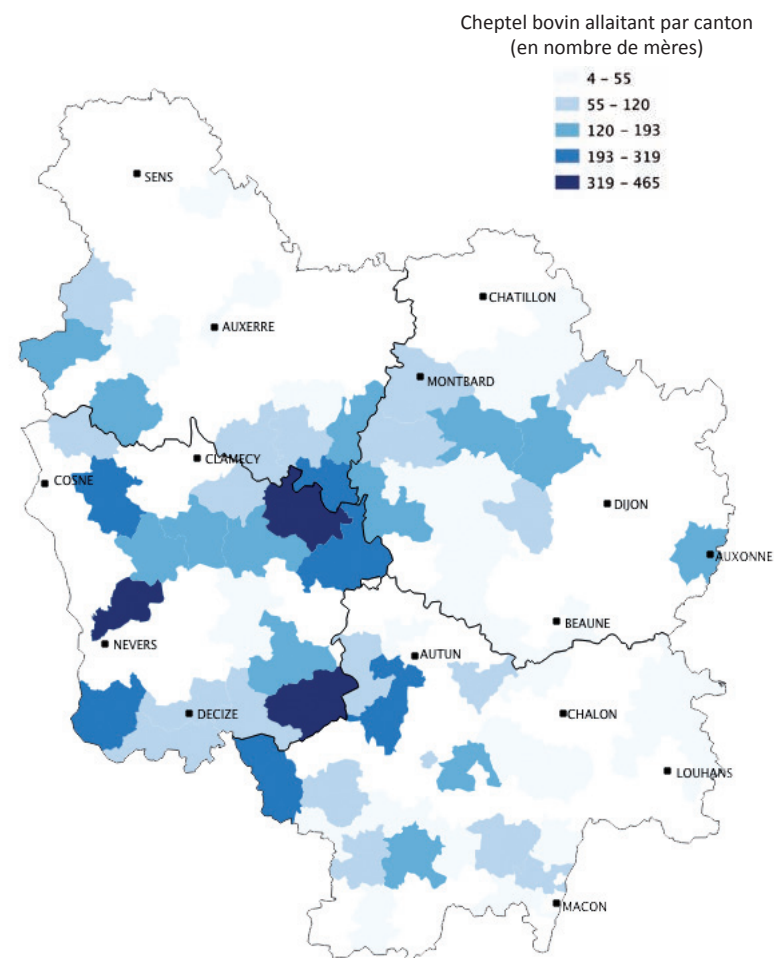 Cheptel bovin allaitant par canton
(en nombre de mères)
4 – 55
55 – 120
120 – 193
193 – 319
319 – 465
SENS
CHATILLON
AUXERRE
MONTBARD
CLAMECY
COSNE
DIJON
AUXONNE
BEAUNE
NEVERS
AUTUN
DECIZE
CHALON
LOUHANS
MACON